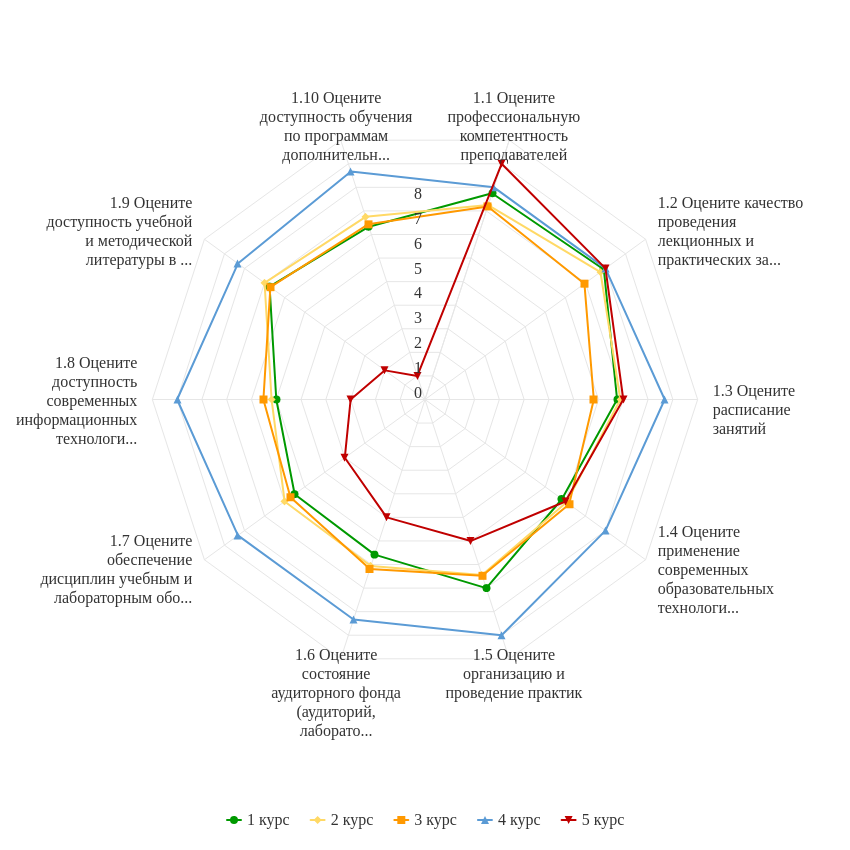 1.10 Оцените
доступность обучения
по программам
дополнительн...
1.1 Оцените
профессиональную
компетентность
преподавателей
1.9 Оцените
доступность учебной
и методической
литературы в ...
1.2 Оцените качество
проведения
лекционных и
практических за...
8
7
6
5
4
3
2
1
0
1.8 Оцените
доступность
современных
информационных
технологи...
1.3 Оцените
расписание
занятий
1.7 Оцените
обеспечение
дисциплин учебным и
лабораторным обо...
1.4 Оцените
применение
современных
образовательных
технологи...
1.6 Оцените
состояние
аудиторного фонда
(аудиторий,
лаборато...
1.5 Оцените
организацию и
проведение практик
1 курс 2 курс 3 курс 4 курс 5 курс